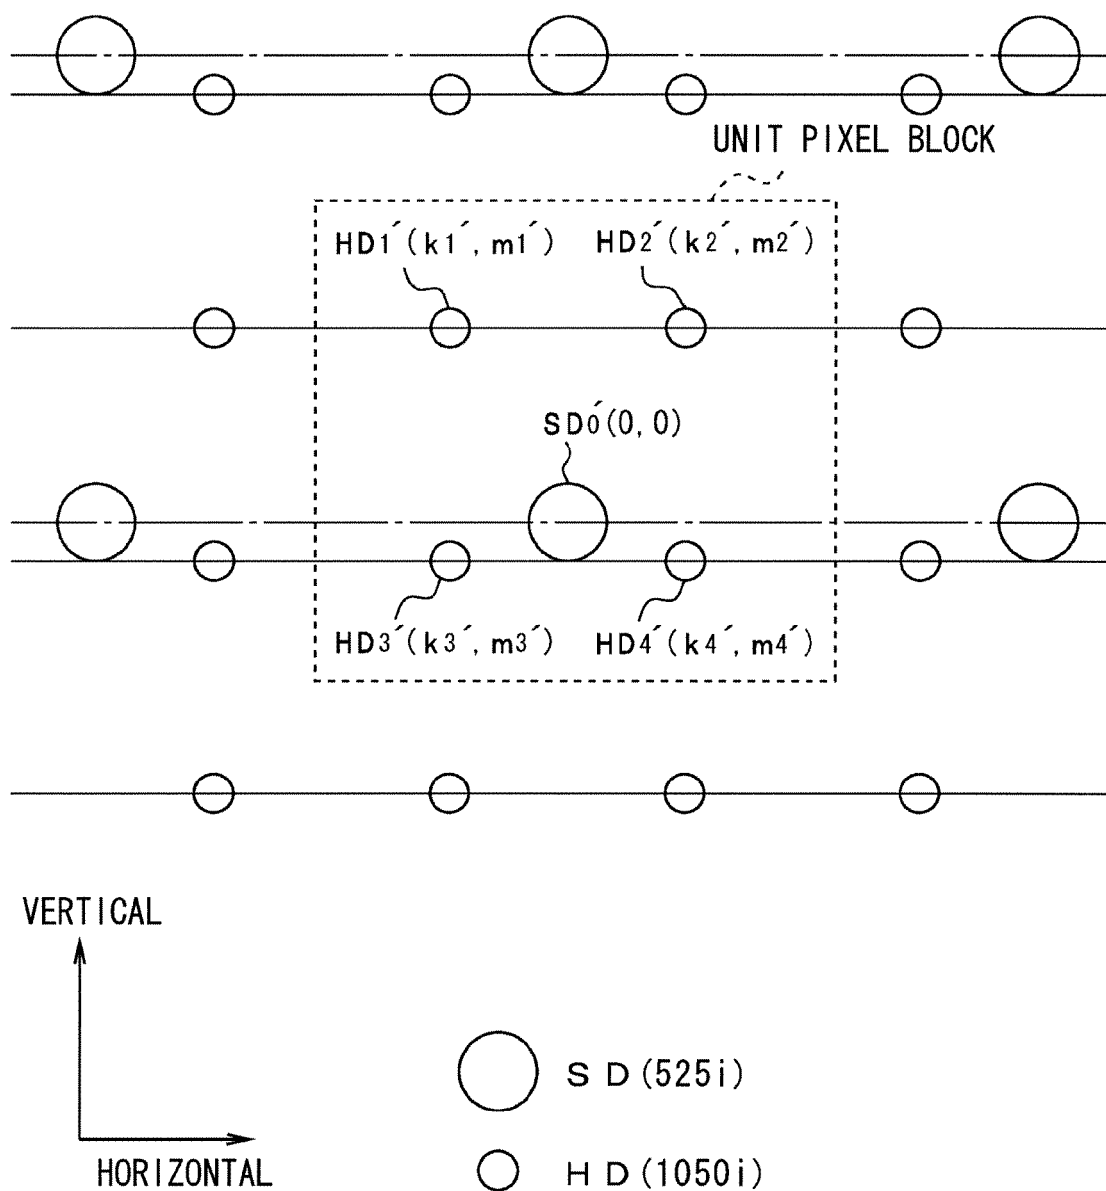 UNIT PIXEL BLOCK
HD1´(k1´, m1´) HD2´(k2´, m2´)
SD0´(0, 0)
HD3´(k3´, m3´) HD4´(k4´, m4´)
VERTICAL
SD(525i)
HORIZONTAL
HD(1050i)